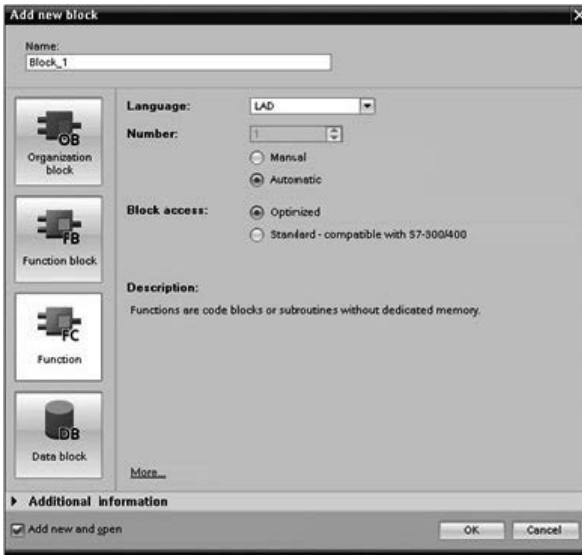 Add new block
Name:
Block_1
OB
Organization
block
FB
Function block
FC
Function
DB
Data block
Language:
LAD
Number:
1
Manual
Automatic
Block access:
Optimized
Standard - compatible with S7-300/400
Description:
Functions are code blocks or subroutines without dedicated memory.
More...
Additional information
Add new and open
OK
Cancel